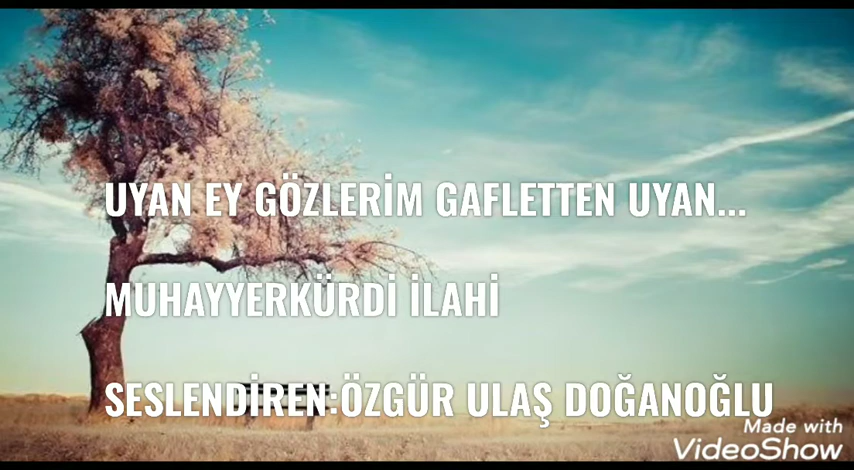 UYAN EY GÖZLERİM GAFLETTEN UYAN...
MUHAYYERKÜRDİ İLAHİ
SESLENDİREN:ÖZGÜR ULAŞ DOĞANOĞLU
Made with
VideoShow